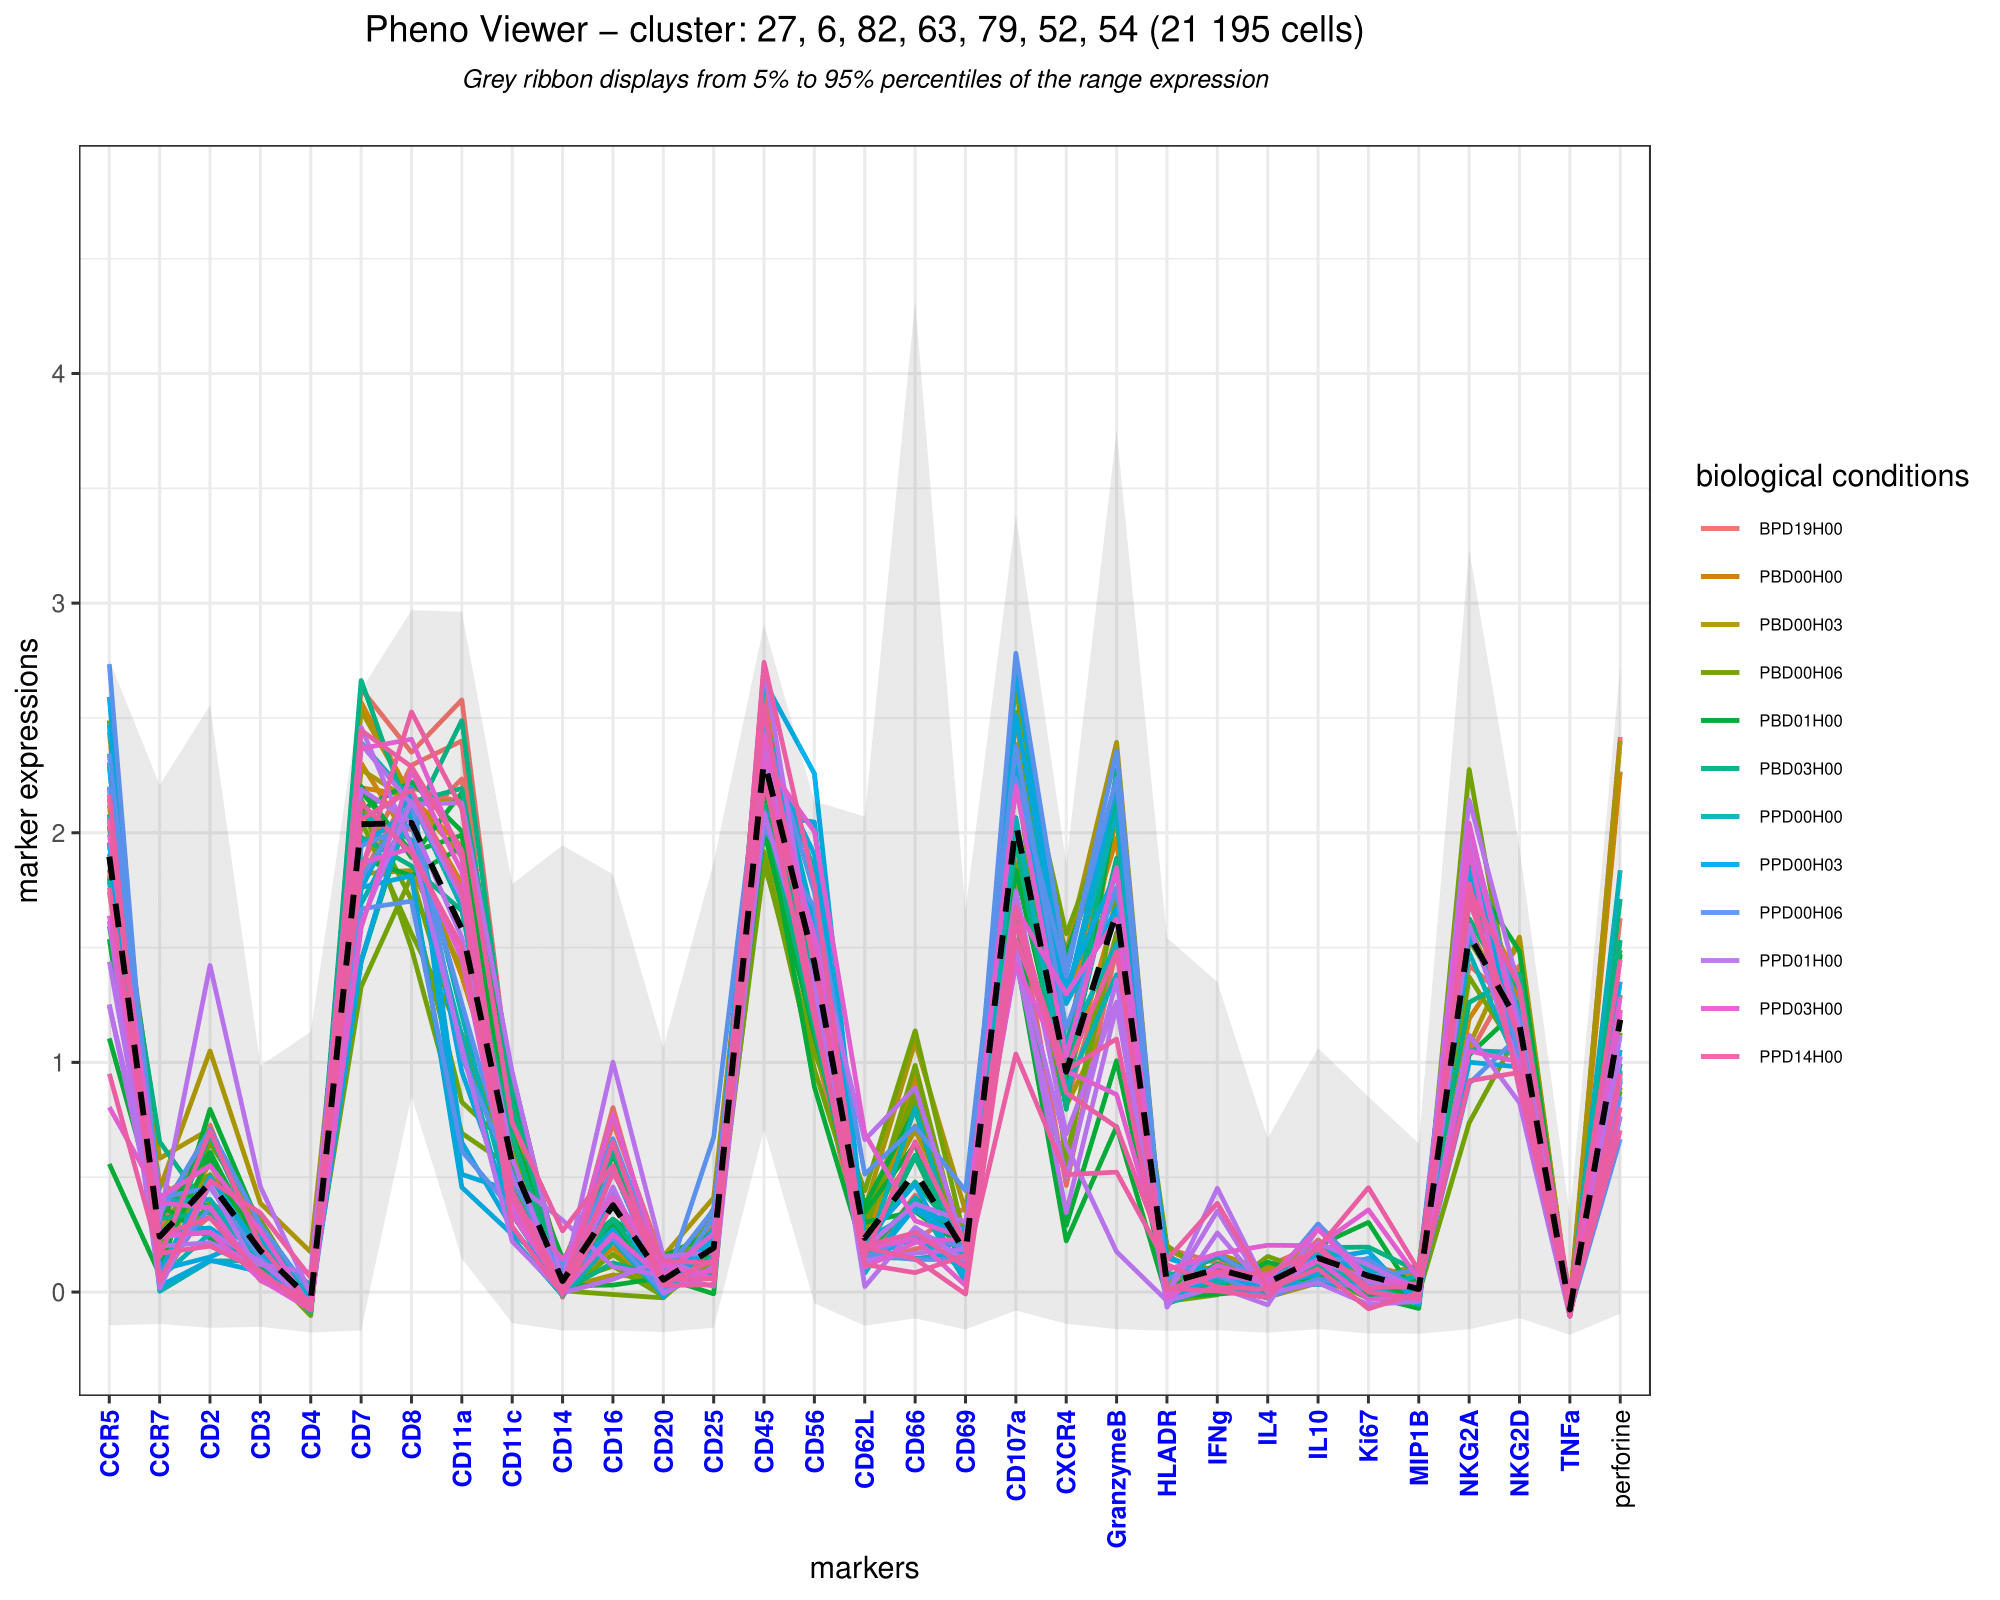 Pheno Viewer – cluster: 27, 6, 82, 63, 79, 52, 54 (21 195 cells)
Grey ribbon displays from 5% to 95% percentiles of the range expression
marker expressions
4
3
2
1
0
CCR5
CCR7
CD2
CD3
CD4
CD7
CD8
CD11a
CD11c
CD14
CD16
CD20
CD25
CD45
CD56
CD62L
CD66
CD69
CD107a
CXCR4
GranzymeB
HLADR
IFNg
IL4
IL10
Ki67
MIP1B
NKG2A
NKG2D
TNFa
perforine
markers
biological conditions
BPD19H00
PBD00H00
PBD00H03
PBD00H06
PBD01H00
PBD03H00
PPD00H00
PPD00H03
PPD00H06
PPD01H00
PPD03H00
PPD14H00